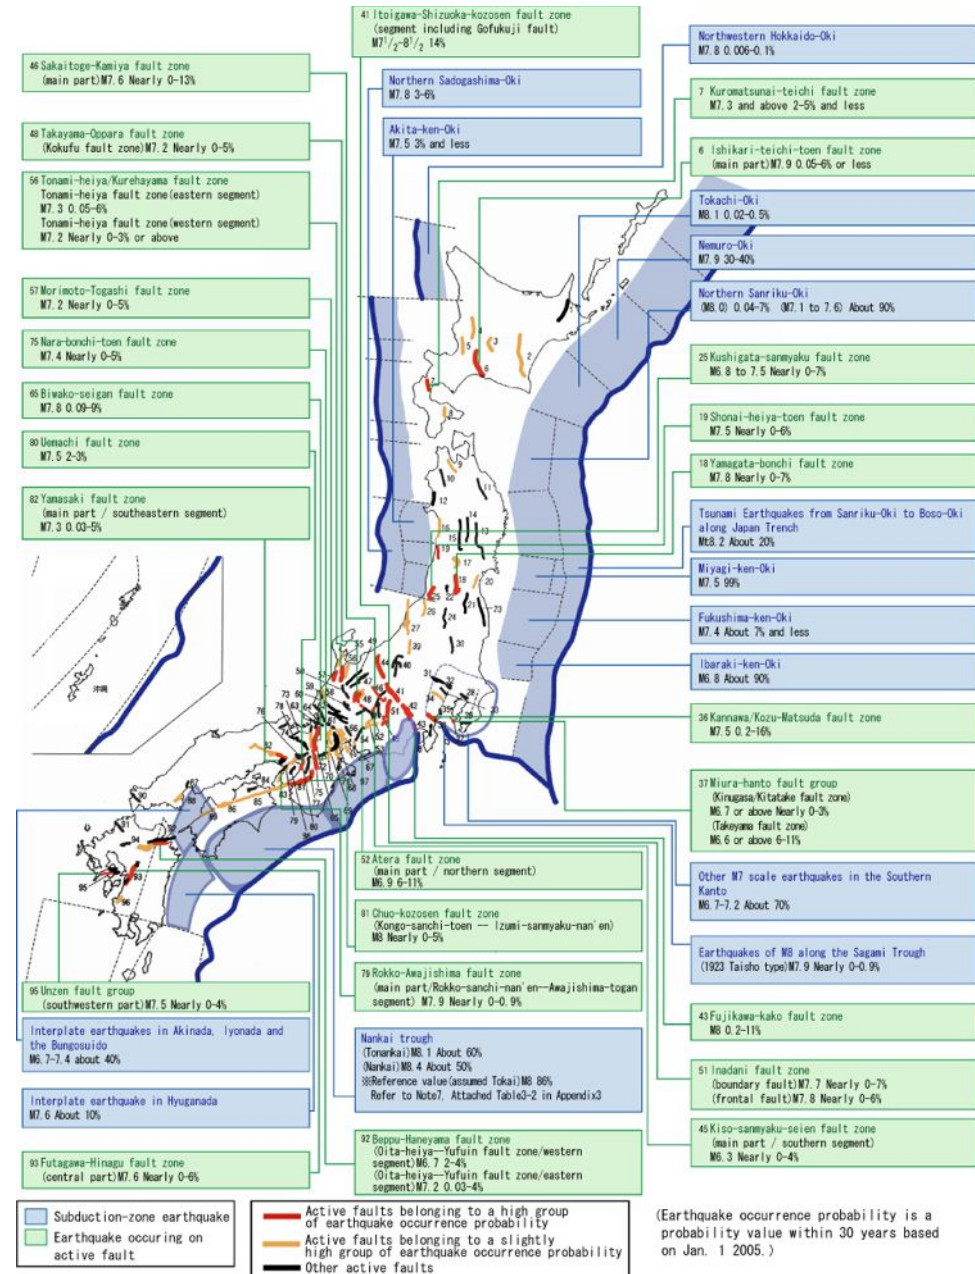 41 Itoigawa-Shizuoka-kozosen fault zone
(segment including Gofukuji fault)
M7 1/2-8 1/2 14%
46 Sakaitoge-Kamiya fault zone
(main part)M7.6 Nearly 0-13%
48 Takayama-Oppara fault zone
(Kokufu fault zone)M7.2 Nearly 0-5%
56 Tonami-heiya/Kurehayama fault zone
Tonami-heiya fault zone(eastern segment)
M7.3 0.05-6%
Tonami-heiya fault zone(western segment)
M7.2 Nearly 0-3% or above
57 Morimoto-Togashi fault zone
M7.2 Nearly 0-5%
75 Nara-bonchi-toen fault zone
M7.4 Nearly 0-5%
65 Biwako-seigan fault zone
M7.8 0.09-9%
80 Uemachi fault zone
M7.5 2-3%
82 Yamasaki fault zone
(main part / southeastern segment)
M7.3 0.03-5%
Northern Sadogashima-Oki
M7.8 3-6%
Akita-ken-Oki
M7.5 3% and less
Northwestern Hokkaido-Oki
M7.8 0.006-0.1%
7 Kuromatsunai-teichi fault zone
M7.3 and above 2-5% and less
6 Ishikari-teichi-toen fault zone
(main part)M7.9 0.05-6% or less
Tokachi-Oki
M8.1 0.02-0.5%
Nemuro-Oki
M7.9 30-40%
Northern Sanriku-Oki
(M8.0) 0.04-7% (M7.1 to 7.6) About 90%
25 Kushigata-sanmyaku fault zone
M6.8 to 7.5 Nearly 0-7%
19 Shonai-heiya-toen fault zone
M7.5 Nearly 0-6%
18 Yamagata-bonchi fault zone
M7.8 Nearly 0-7%
Tsunami Earthquakes from Sanriku-Oki to Boso-Oki
along Japan Trench
Mt8.2 About 20%
Miyagi-ken-Oki
M7.5 99%
Fukushima-ken-Oki
M7.4 About 7% and less
Ibaraki-ken-Oki
M6.8 About 90%
36 Kannawa/Kozu-Matsuda fault zone
M7.5 0.2-16%
37 Miura-hanto fault group
(Kinugasa/Kitatake fault zone)
M6.7 or above Nearly 0-3%
(Takeyama fault zone)
M6.6 or above 6-11%
Other M7 scale earthquakes in the Southern
Kanto
M6.7-7.2 About 70%
Earthquakes of M8 along the Sagami Trough
(1923 Taisho type)M7.9 Nearly 0-0.9%
43 Fujikawa-kako fault zone
M8 0.2-11%
51 Inadani fault zone
(boundary fault)M7.7 Nearly 0-7%
(frontal fault)M7.8 Nearly 0-6%
45 Kiso-sanmyaku-seien fault zone
(main part / southern segment)
M6.3 Nearly 0-4%
沖縄
52 Atera fault zone
(main part / northern segment)
M6.9 6-11%
81 Chuo-kozosen fault zone
(Kongo-sanchi-toen -- Izumi-sanmyaku-nan'en)
M8 Nearly 0-5%
79 Rokko-Awajishima fault zone
(main part/Rokko-sanchi-nan'en--Awajishima-togan
segment) M7.9 Nearly 0-0.9%
Nankai trough
(Tonankai)M8.1 About 60%
(Nankai)M8.4 About 50%
※Reference value(assumed Tokai)M8 86%
Refer to Note7, Attached Table3-2 in Appendix3
92 Beppu-Haneyama fault zone
(Oita-heiya--Yufuin fault zone/western
segment)M6.7 2-4%
(Oita-heiya--Yufuin fault zone/eastern
segment)M7.2 0.03-4%
95 Unzen fault group
(southwestern part)M7.5 Nearly 0-4%
Interplate earthquakes in Akinada, Iyonada and
the Bungosuido
M6.7-7.4 about 40%
Interplate earthquake in Hyuganada
M7.6 About 10%
93 Futagawa-Hinagu fault zone
(central part)M7.6 Nearly 0-6%
Subduction-zone earthquake
Earthquake occuring on
active fault
Active faults belonging to a high group
of earthquake occurrence probability
Active faults belonging to a slightly
high group of earthquake occurrence probability
Other active faults
(Earthquake occurrence probability is a
probability value within 30 years based
on Jan. 1 2005.)